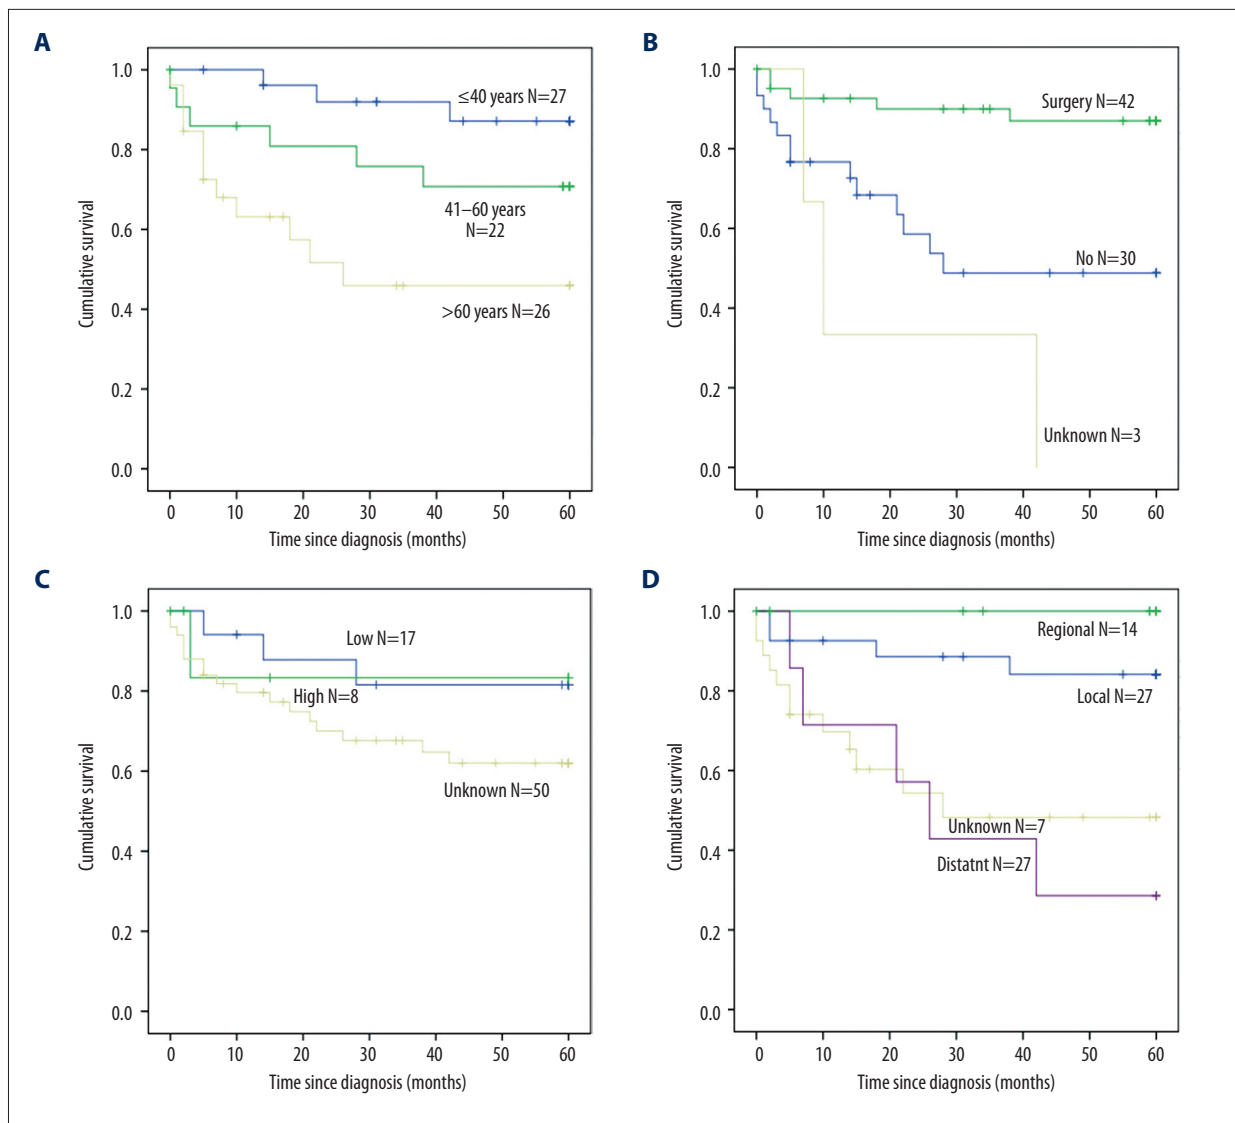 A
Cumulative survival
1.0
0.8
0.6
0.4
0.2
0.0
≤40 years N=27
41–60 years
N=22
>60 years N=26
0 10 20 30 40 50 60
Time since diagnosis (months)
B
Cumulative survival
1.0
0.8
0.6
0.4
0.2
0.0
Surgery N=42
No N=30
Unknown N=3
0 10 20 30 40 50 60
Time since diagnosis (months)
C
Cumulative survival
1.0
0.8
0.6
0.4
0.2
0.0
Low N=17
High N=8
Unknown N=50
0 10 20 30 40 50 60
Time since diagnosis (months)
D
Cumulative survival
1.0
0.8
0.6
0.4
0.2
0.0
Regional N=14
Local N=27
Unknown N=7
Distatnt N=27
0 10 20 30 40 50 60
Time since diagnosis (months)